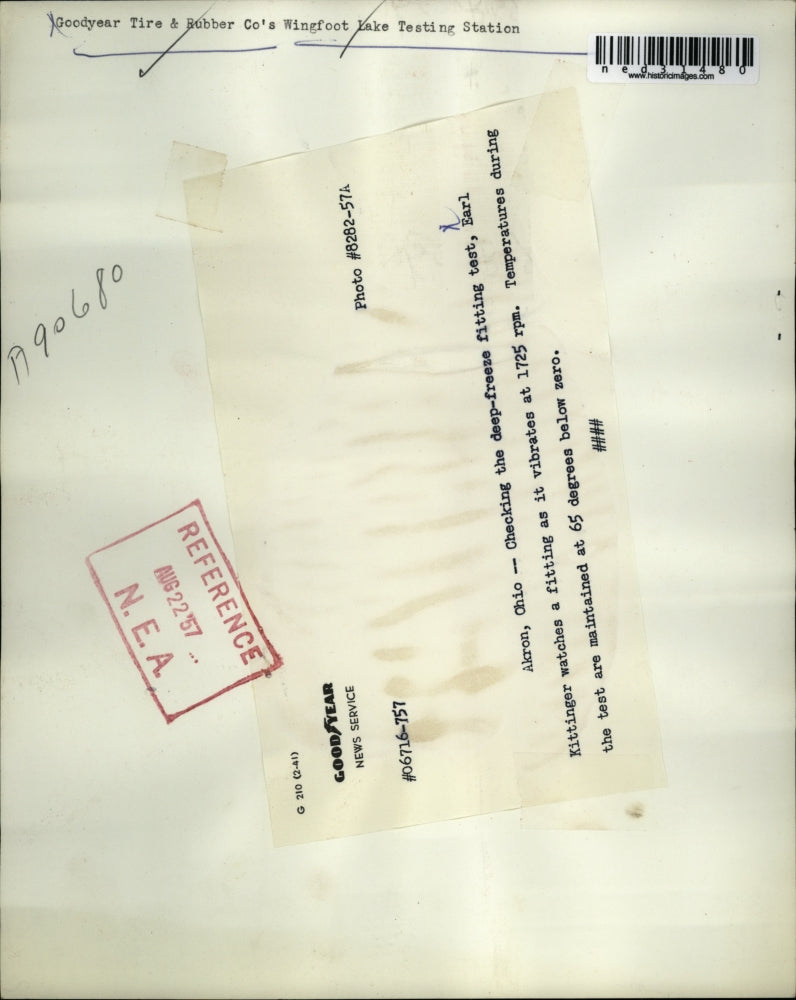 Goodyear Tire & Rubber Co's Wingfoot Lake Testing Station
ned31480
www.historicimages.com
A90680
REFERENCE
AUG 22 '57
N. E. A.
G 210 (2-41)
GOODYEAR
NEWS SERVICE
Photo #8282-57A
#06716-757
Akron, Ohio -- Checking the deep-freeze fitting test, Earl
Kittinger watches a fitting as it vibrates at 1725 rpm. Temperatures during
the test are maintained at 65 degrees below zero.
####